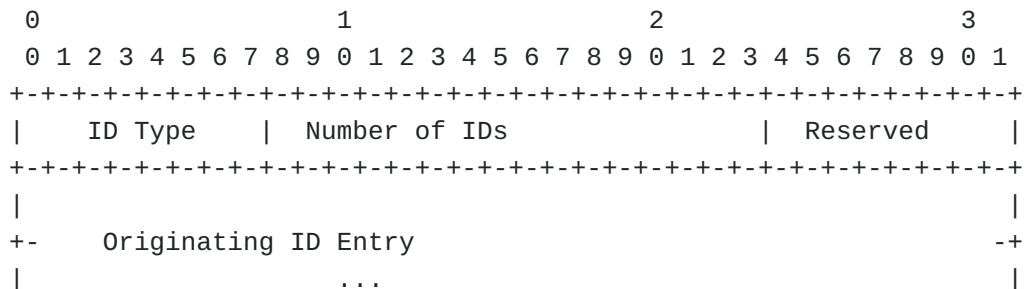 0                   1                   2                   3
 0 1 2 3 4 5 6 7 8 9 0 1 2 3 4 5 6 7 8 9 0 1 2 3 4 5 6 7 8 9 0 1
+-+-+-+-+-+-+-+-+-+-+-+-+-+-+-+-+-+-+-+-+-+-+-+-+-+-+-+-+-+-+-+-+
|    ID Type    |  Number of IDs                |  Reserved     |
+-+-+-+-+-+-+-+-+-+-+-+-+-+-+-+-+-+-+-+-+-+-+-+-+-+-+-+-+-+-+-+-+
|                                                               |
+-    Originating ID Entry                                     -+
|                    ...                                        |